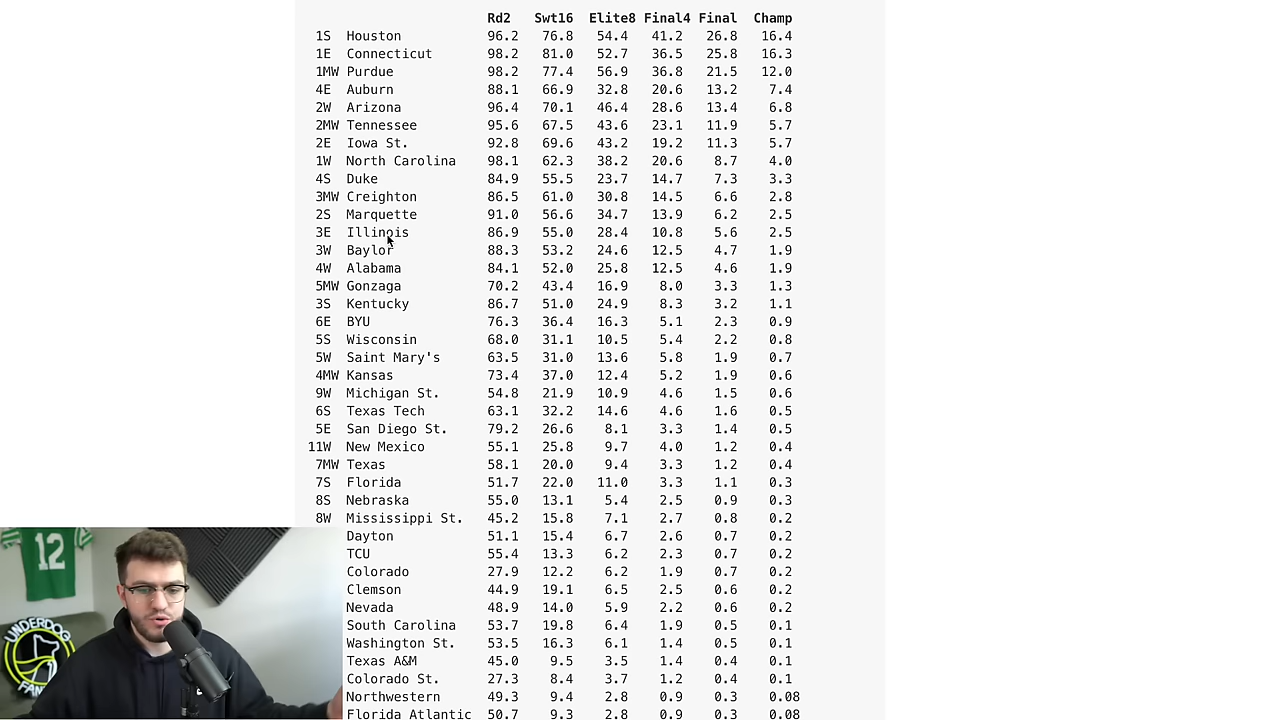 Rd2 Swt16 Elite8 Final4 Final Champ
1S Houston 96.2 76.8 54.4 41.2 26.8 16.4
1E Connecticut 98.2 81.0 52.7 36.5 25.8 16.3
1MW Purdue 98.2 77.4 56.9 36.8 21.5 12.0
4E Auburn 88.1 66.9 32.8 20.6 13.2 7.4
2W Arizona 96.4 70.1 46.4 28.6 13.4 6.8
2MW Tennessee 95.6 67.5 43.6 23.1 11.9 5.7
2E Iowa St. 92.8 69.6 43.2 19.2 11.3 5.7
1W North Carolina 98.1 62.3 38.2 20.6 8.7 4.0
4S Duke 84.9 55.5 23.7 14.7 7.3 3.3
3MW Creighton 86.5 61.0 30.8 14.5 6.6 2.8
2S Marquette 91.0 56.6 34.7 13.9 6.2 2.5
3E Illinois 86.9 55.0 28.4 10.8 5.6 2.5
3W Baylor 88.3 53.2 24.6 12.5 4.7 1.9
4W Alabama 84.1 52.0 25.8 12.5 4.6 1.9
5MW Gonzaga 70.2 43.4 16.9 8.0 3.3 1.3
3S Kentucky 86.7 51.0 24.9 8.3 3.2 1.1
6E BYU 76.3 36.4 16.3 5.1 2.3 0.9
5S Wisconsin 68.0 31.1 10.5 5.4 2.2 0.8
5W Saint Mary's 63.5 31.0 13.6 5.8 1.9 0.7
4MW Kansas 73.4 37.0 12.4 5.2 1.9 0.6
9W Michigan St. 54.8 21.9 10.9 4.6 1.5 0.6
6S Texas Tech 63.1 32.2 14.6 4.6 1.6 0.5
5E San Diego St. 79.2 26.6 8.1 3.3 1.4 0.5
11W New Mexico 55.1 25.8 9.7 4.0 1.2 0.4
7MW Texas 58.1 20.0 9.4 3.3 1.2 0.4
7S Florida 51.7 22.0 11.0 3.3 1.1 0.3
8S Nebraska 55.0 13.1 5.4 2.5 0.9 0.3
8W Mississippi St. 45.2 15.8 7.1 2.7 0.8 0.2
Dayton 51.1 15.4 6.7 2.6 0.7 0.2
TCU 55.4 13.3 6.2 2.3 0.7 0.2
Colorado 27.9 12.2 6.2 1.9 0.7 0.2
Clemson 44.9 19.1 6.5 2.5 0.6 0.2
Nevada 48.9 14.0 5.9 2.2 0.6 0.2
South Carolina 53.7 19.8 6.4 1.9 0.5 0.1
Washington St. 53.5 16.3 6.1 1.4 0.5 0.1
Texas A&M 45.0 9.5 3.5 1.4 0.4 0.1
Colorado St. 27.3 8.4 3.7 1.2 0.4 0.1
Northwestern 49.3 9.4 2.8 0.9 0.3 0.08
Florida Atlantic 50.7 9.3 2.8 0.9 0.3 0.08
12
UNDERDOG